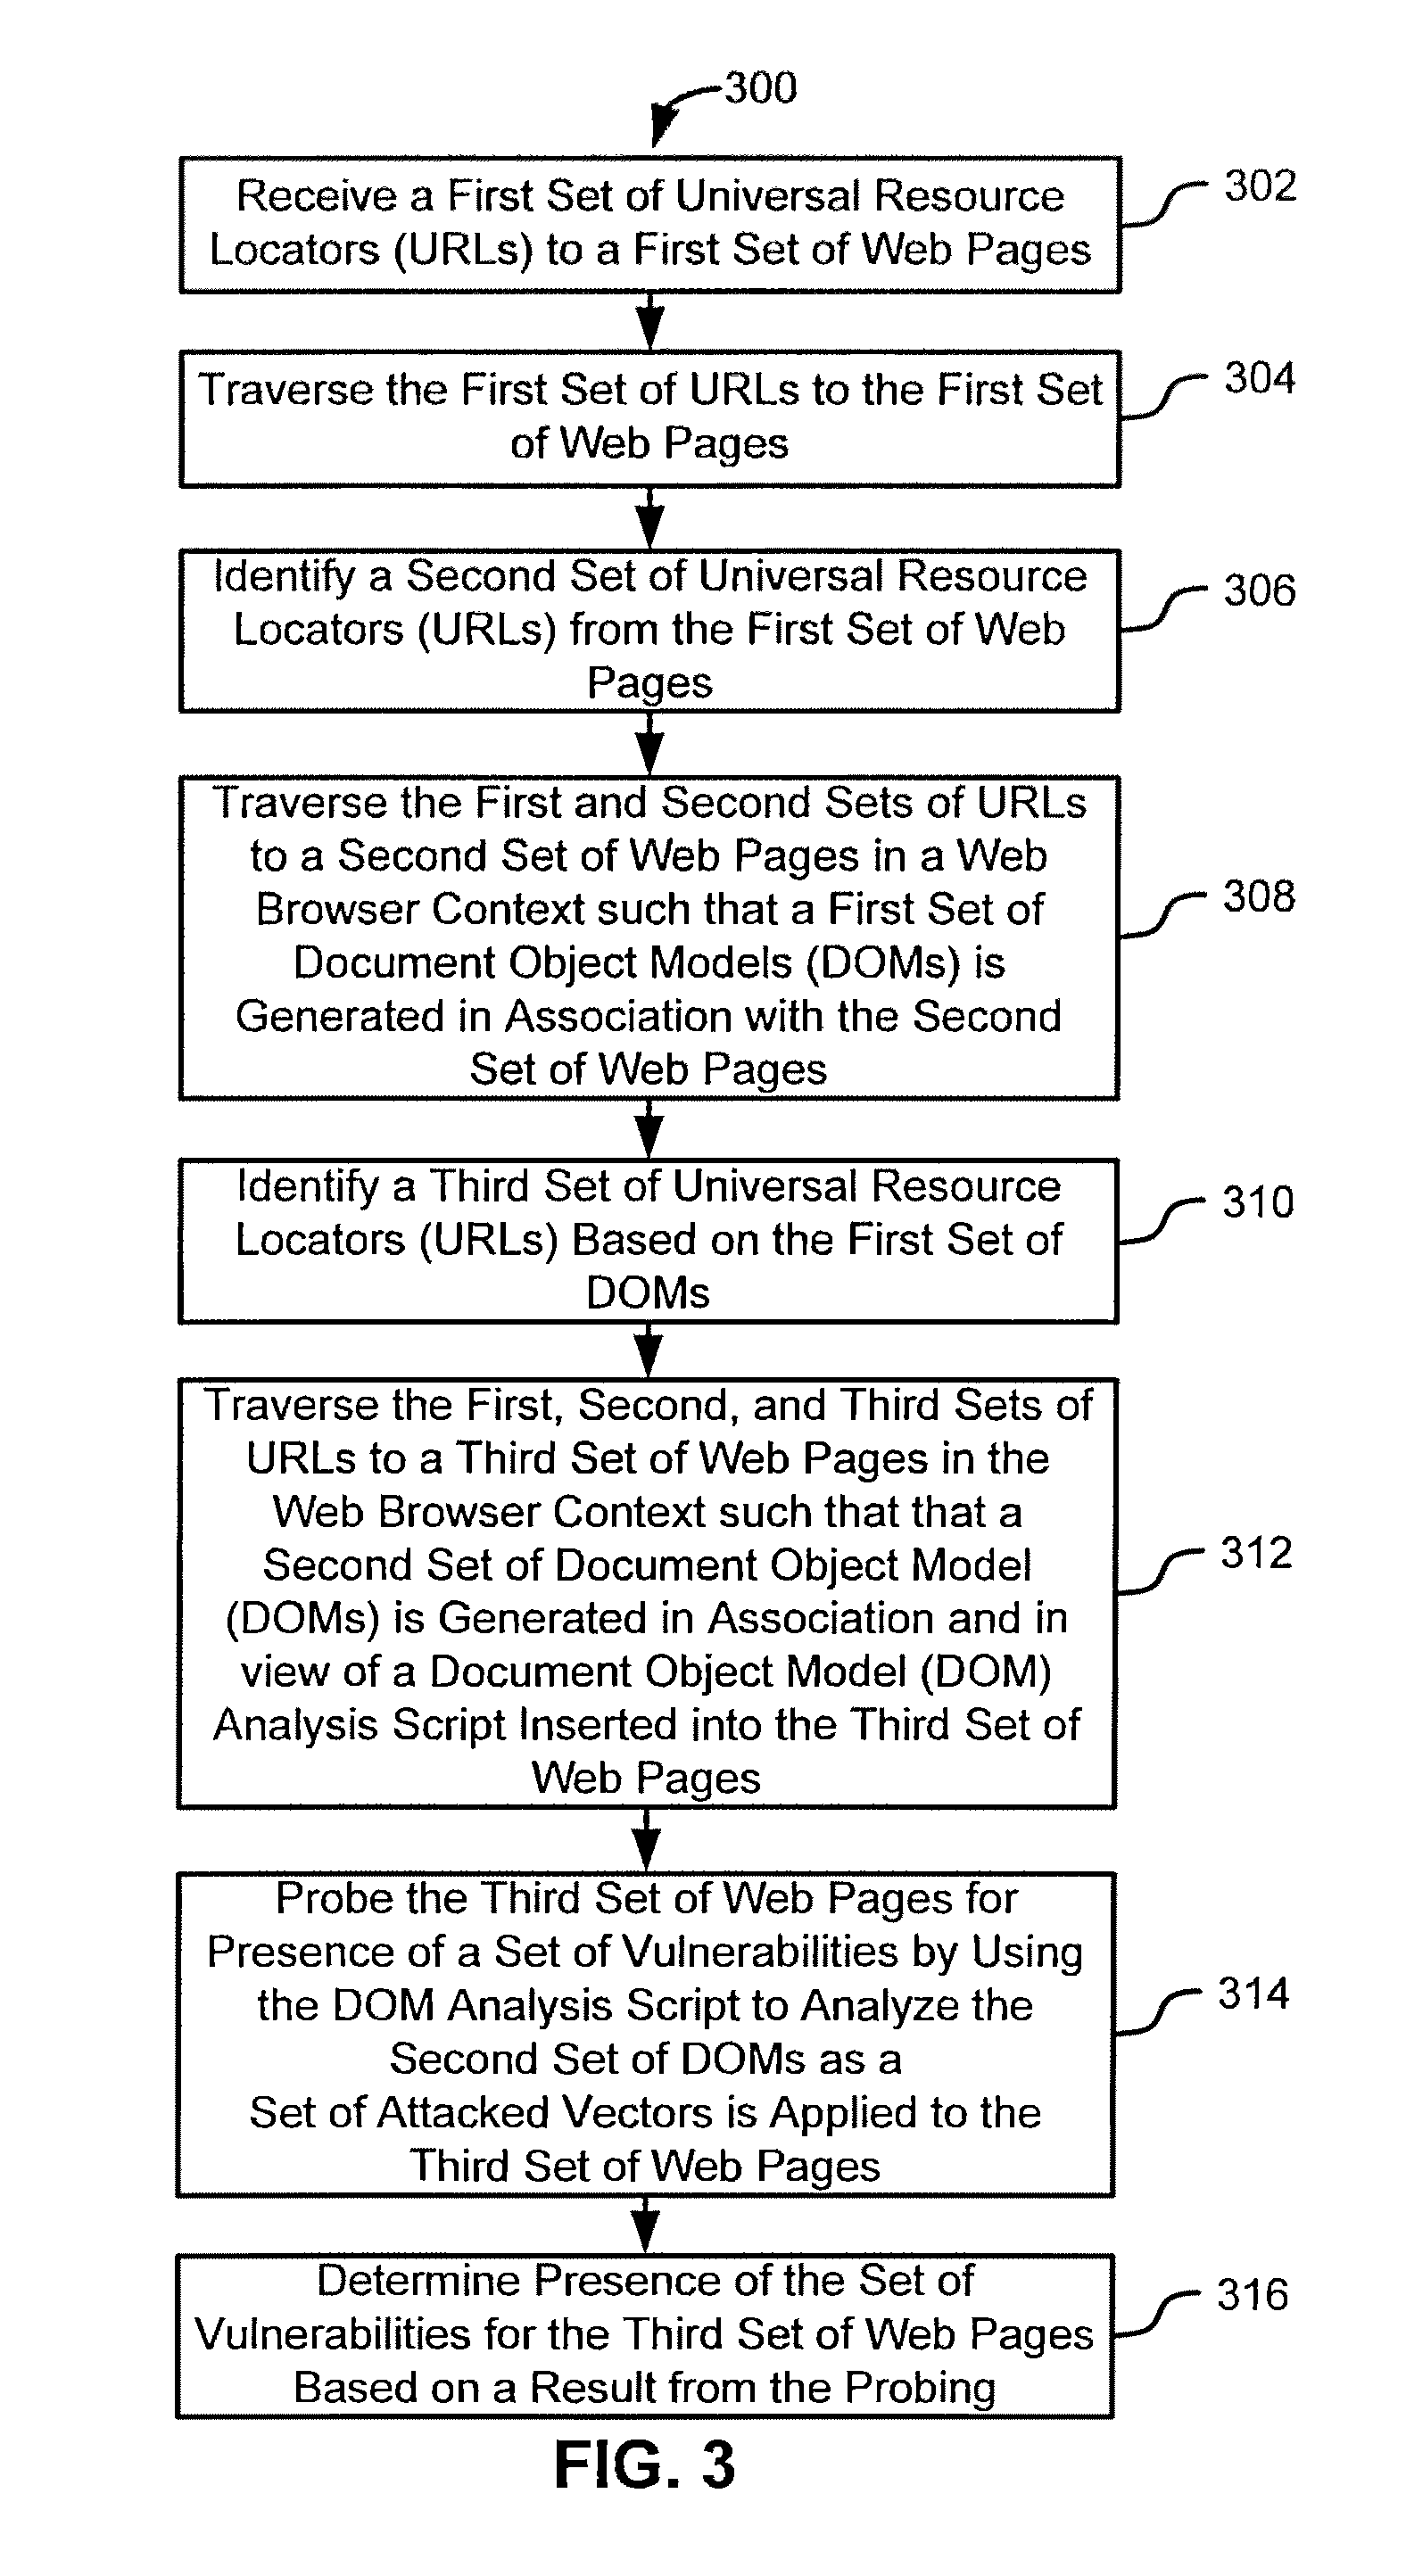 300
Receive a First Set of Universal Resource
Locators (URLs) to a First Set of Web Pages
302
Traverse the First Set of URLs to the First Set
of Web Pages
304
Identify a Second Set of Universal Resource
Locators (URLs) from the First Set of Web
Pages
306
Traverse the First and Second Sets of URLs
to a Second Set of Web Pages in a Web
Browser Context such that a First Set of
Document Object Models (DOMs) is
Generated in Association with the Second
Set of Web Pages
308
Identify a Third Set of Universal Resource
Locators (URLs) Based on the First Set of
DOMs
310
Traverse the First, Second, and Third Sets of
URLs to a Third Set of Web Pages in the
Web Browser Context such that that a
Second Set of Document Object Model
(DOMs) is Generated in Association and in
view of a Document Object Model (DOM)
Analysis Script Inserted into the Third Set of
Web Pages
312
Probe the Third Set of Web Pages for
Presence of a Set of Vulnerabilities by Using
the DOM Analysis Script to Analyze the
Second Set of DOMs as a
Set of Attacked Vectors is Applied to the
Third Set of Web Pages
314
Determine Presence of the Set of
Vulnerabilities for the Third Set of Web Pages
Based on a Result from the Probing
316
FIG. 3